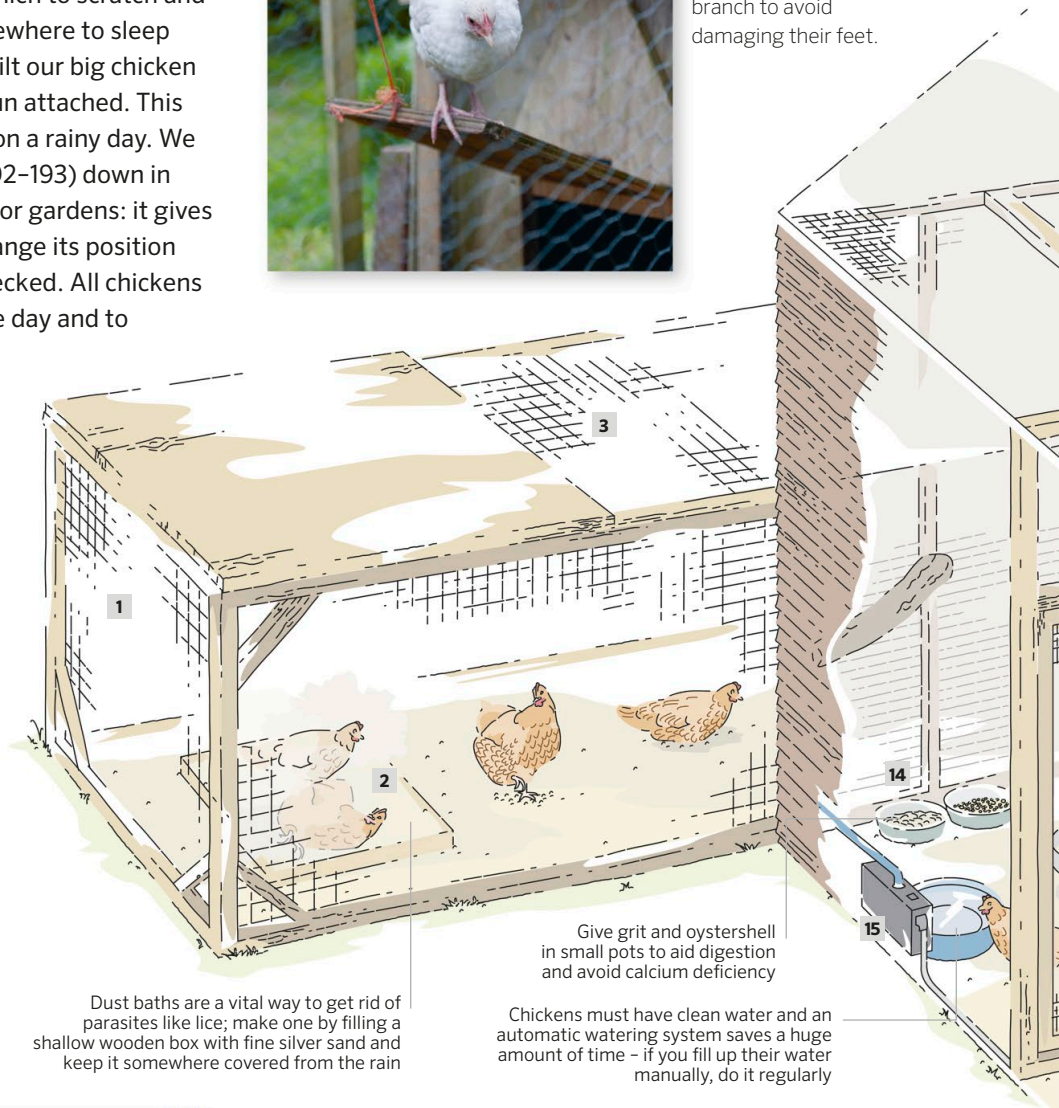 hich to scratch and
ewhere to sleep
ilt our big chicken
un attached. This
on a rainy day. We
92–193) down in
or gardens: it gives
ange its position
ecked. All chickens
e day and to
branch to avoid
damaging their feet.
3
1
2
14
15
Give grit and oystershell
in small pots to aid digestion
and avoid calcium deficiency
Dust baths are a vital way to get rid of
parasites like lice; make one by filling a
shallow wooden box with fine silver sand and
keep it somewhere covered from the rain
Chickens must have clean water and an
automatic watering system saves a huge
amount of time – if you fill up their water
manually, do it regularly